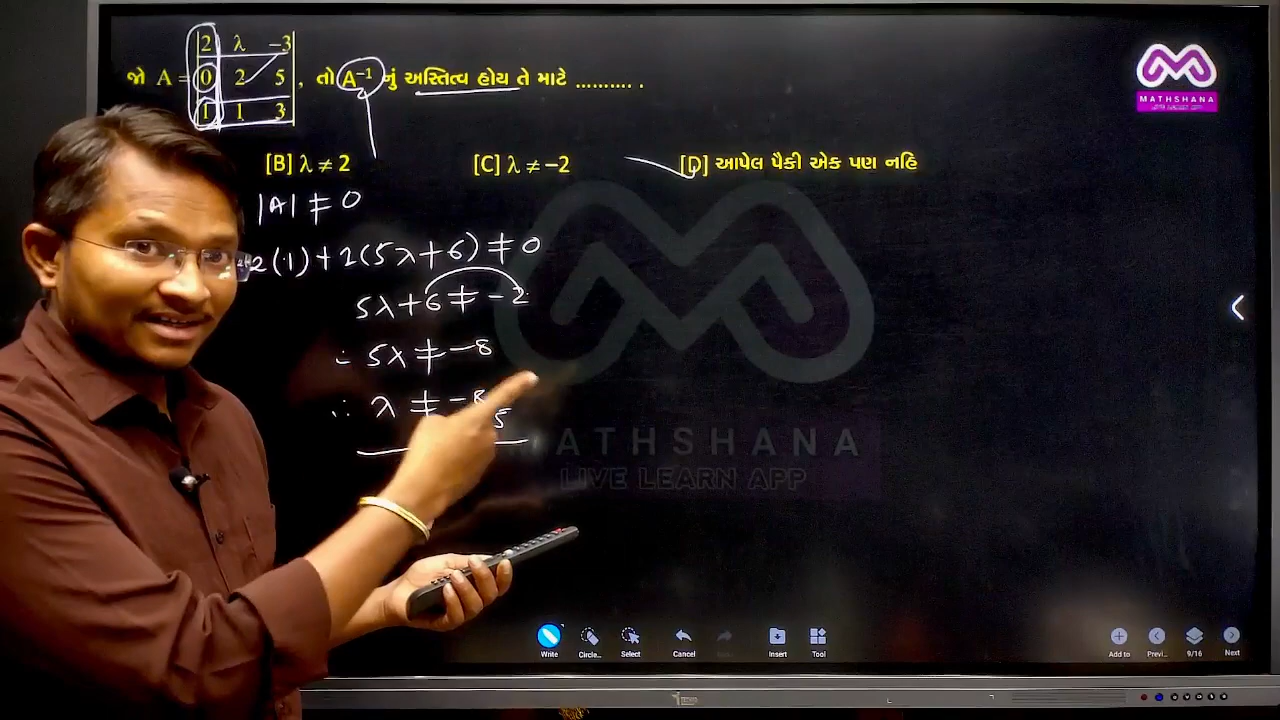 જો A = |2 λ −3|
|0 2 5|
|1 1 3| , તો A⁻¹ નું અસ્તિત્વ હોય તે માટે .......... .
[B] λ ≠ 2 [C] λ ≠ −2 [D] આપેલ પૈકી એક પણ નહિ
|A| ≠ 0
2(1) + 2(5λ+6) ≠ 0
5λ+6 ≠ −2
∴ 5λ ≠ −8
∴ λ ≠ −8
5
MATHSHANA
MATHSHANA
LIVE LEARN APP
Write Circle... Select Cancel Insert Tool Add to Previ... 9/16 Next